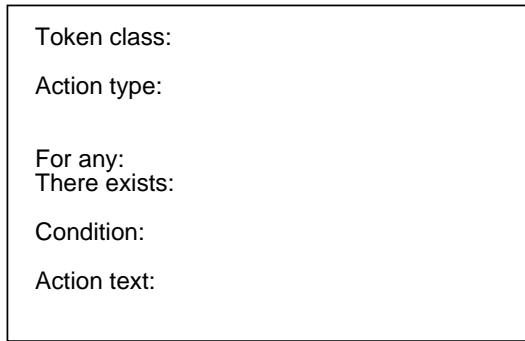 Token class:
Action type:
For any:
There exists:
Condition:
Action text: